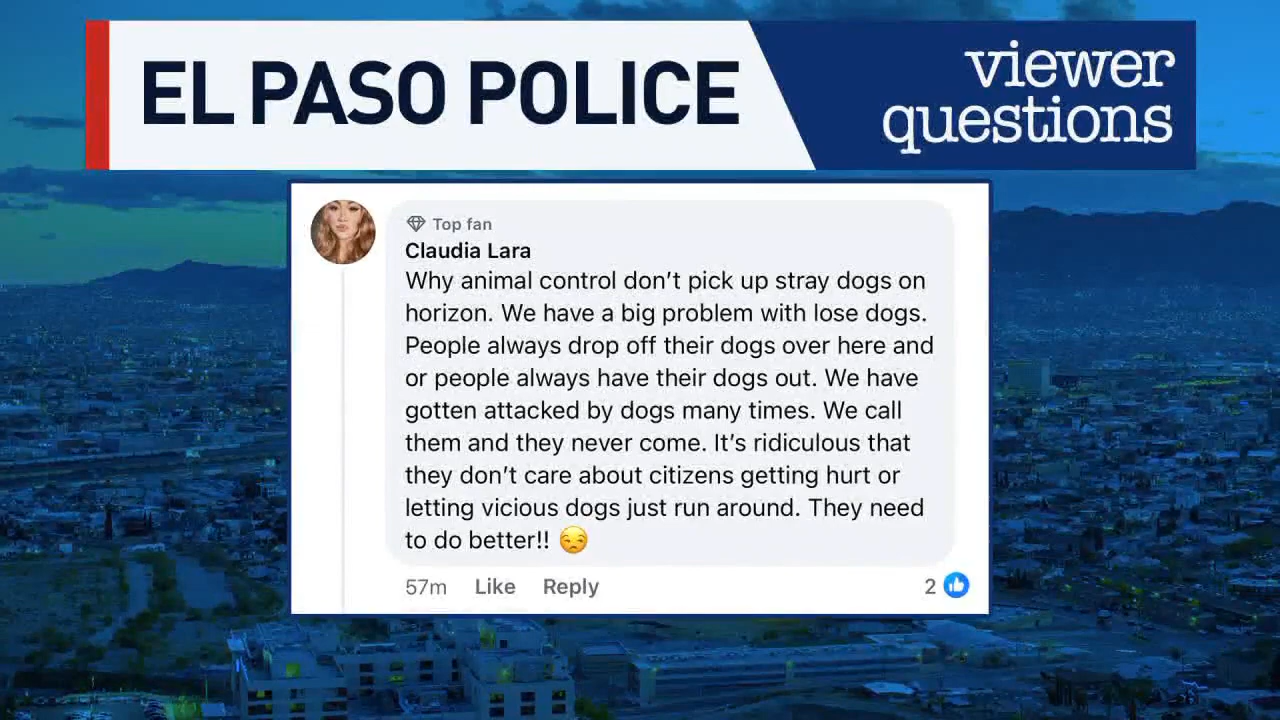 EL PASO POLICE
viewer
questions
Top fan
Claudia Lara
Why animal control don't pick up stray dogs on
horizon. We have a big problem with lose dogs.
People always drop off their dogs over here and
or people always have their dogs out. We have
gotten attacked by dogs many times. We call
them and they never come. It's ridiculous that
they don't care about citizens getting hurt or
letting vicious dogs just run around. They need
to do better!! 😒
57m Like Reply 2